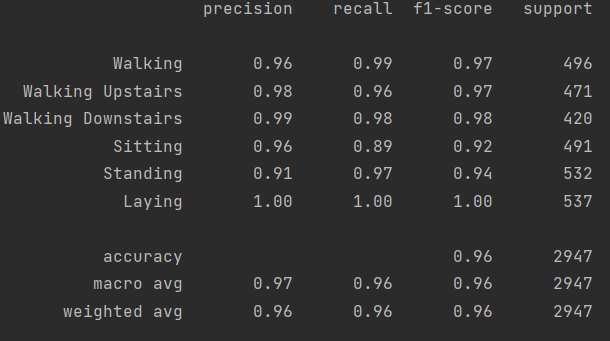 precision recall f1-score support
Walking 0.96 0.99 0.97 496
Walking Upstairs 0.98 0.96 0.97 471
Walking Downstairs 0.99 0.98 0.98 420
Sitting 0.96 0.89 0.92 491
Standing 0.91 0.97 0.94 532
Laying 1.00 1.00 1.00 537
accuracy 0.96 2947
macro avg 0.97 0.96 0.96 2947
weighted avg 0.96 0.96 0.96 2947